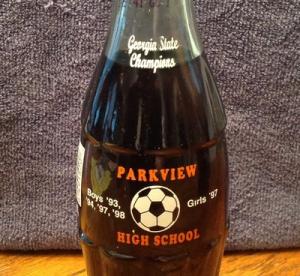 Georgia State
Champions
PARKVIEW
Boys '93,
'94, '97, '98
Girls '97
HIGH SCHOOL